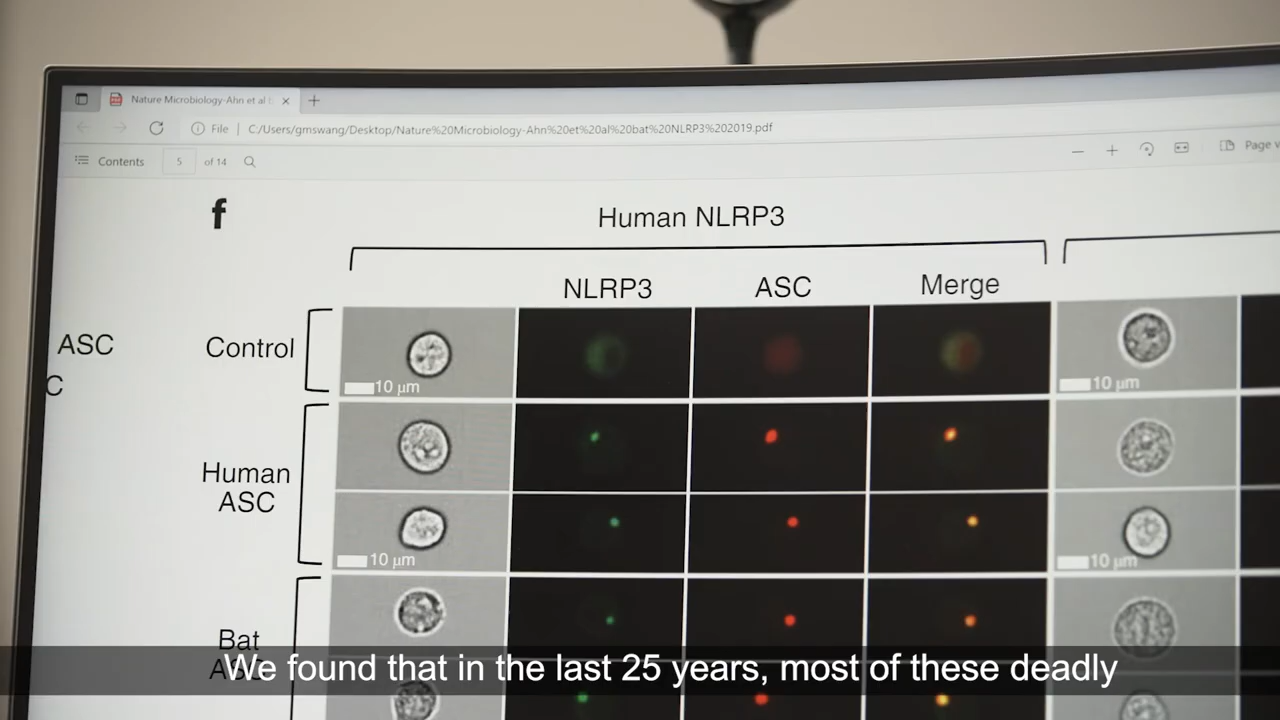 Nature Microbiology-Ahn et al
File
C:/Users/gmswang/Desktop/Nature%20Microbiology-Ahn%20et%20al%20bat%20NLRP3%202019.pdf
Contents
5
of 14
Page v
f
Human NLRP3
NLRP3 ASC Merge
ASC
C
Control
10 µm
10 µm
Human
ASC
10 µm
10 µm
Bat
ASC
We found that in the last 25 years, most of these deadly